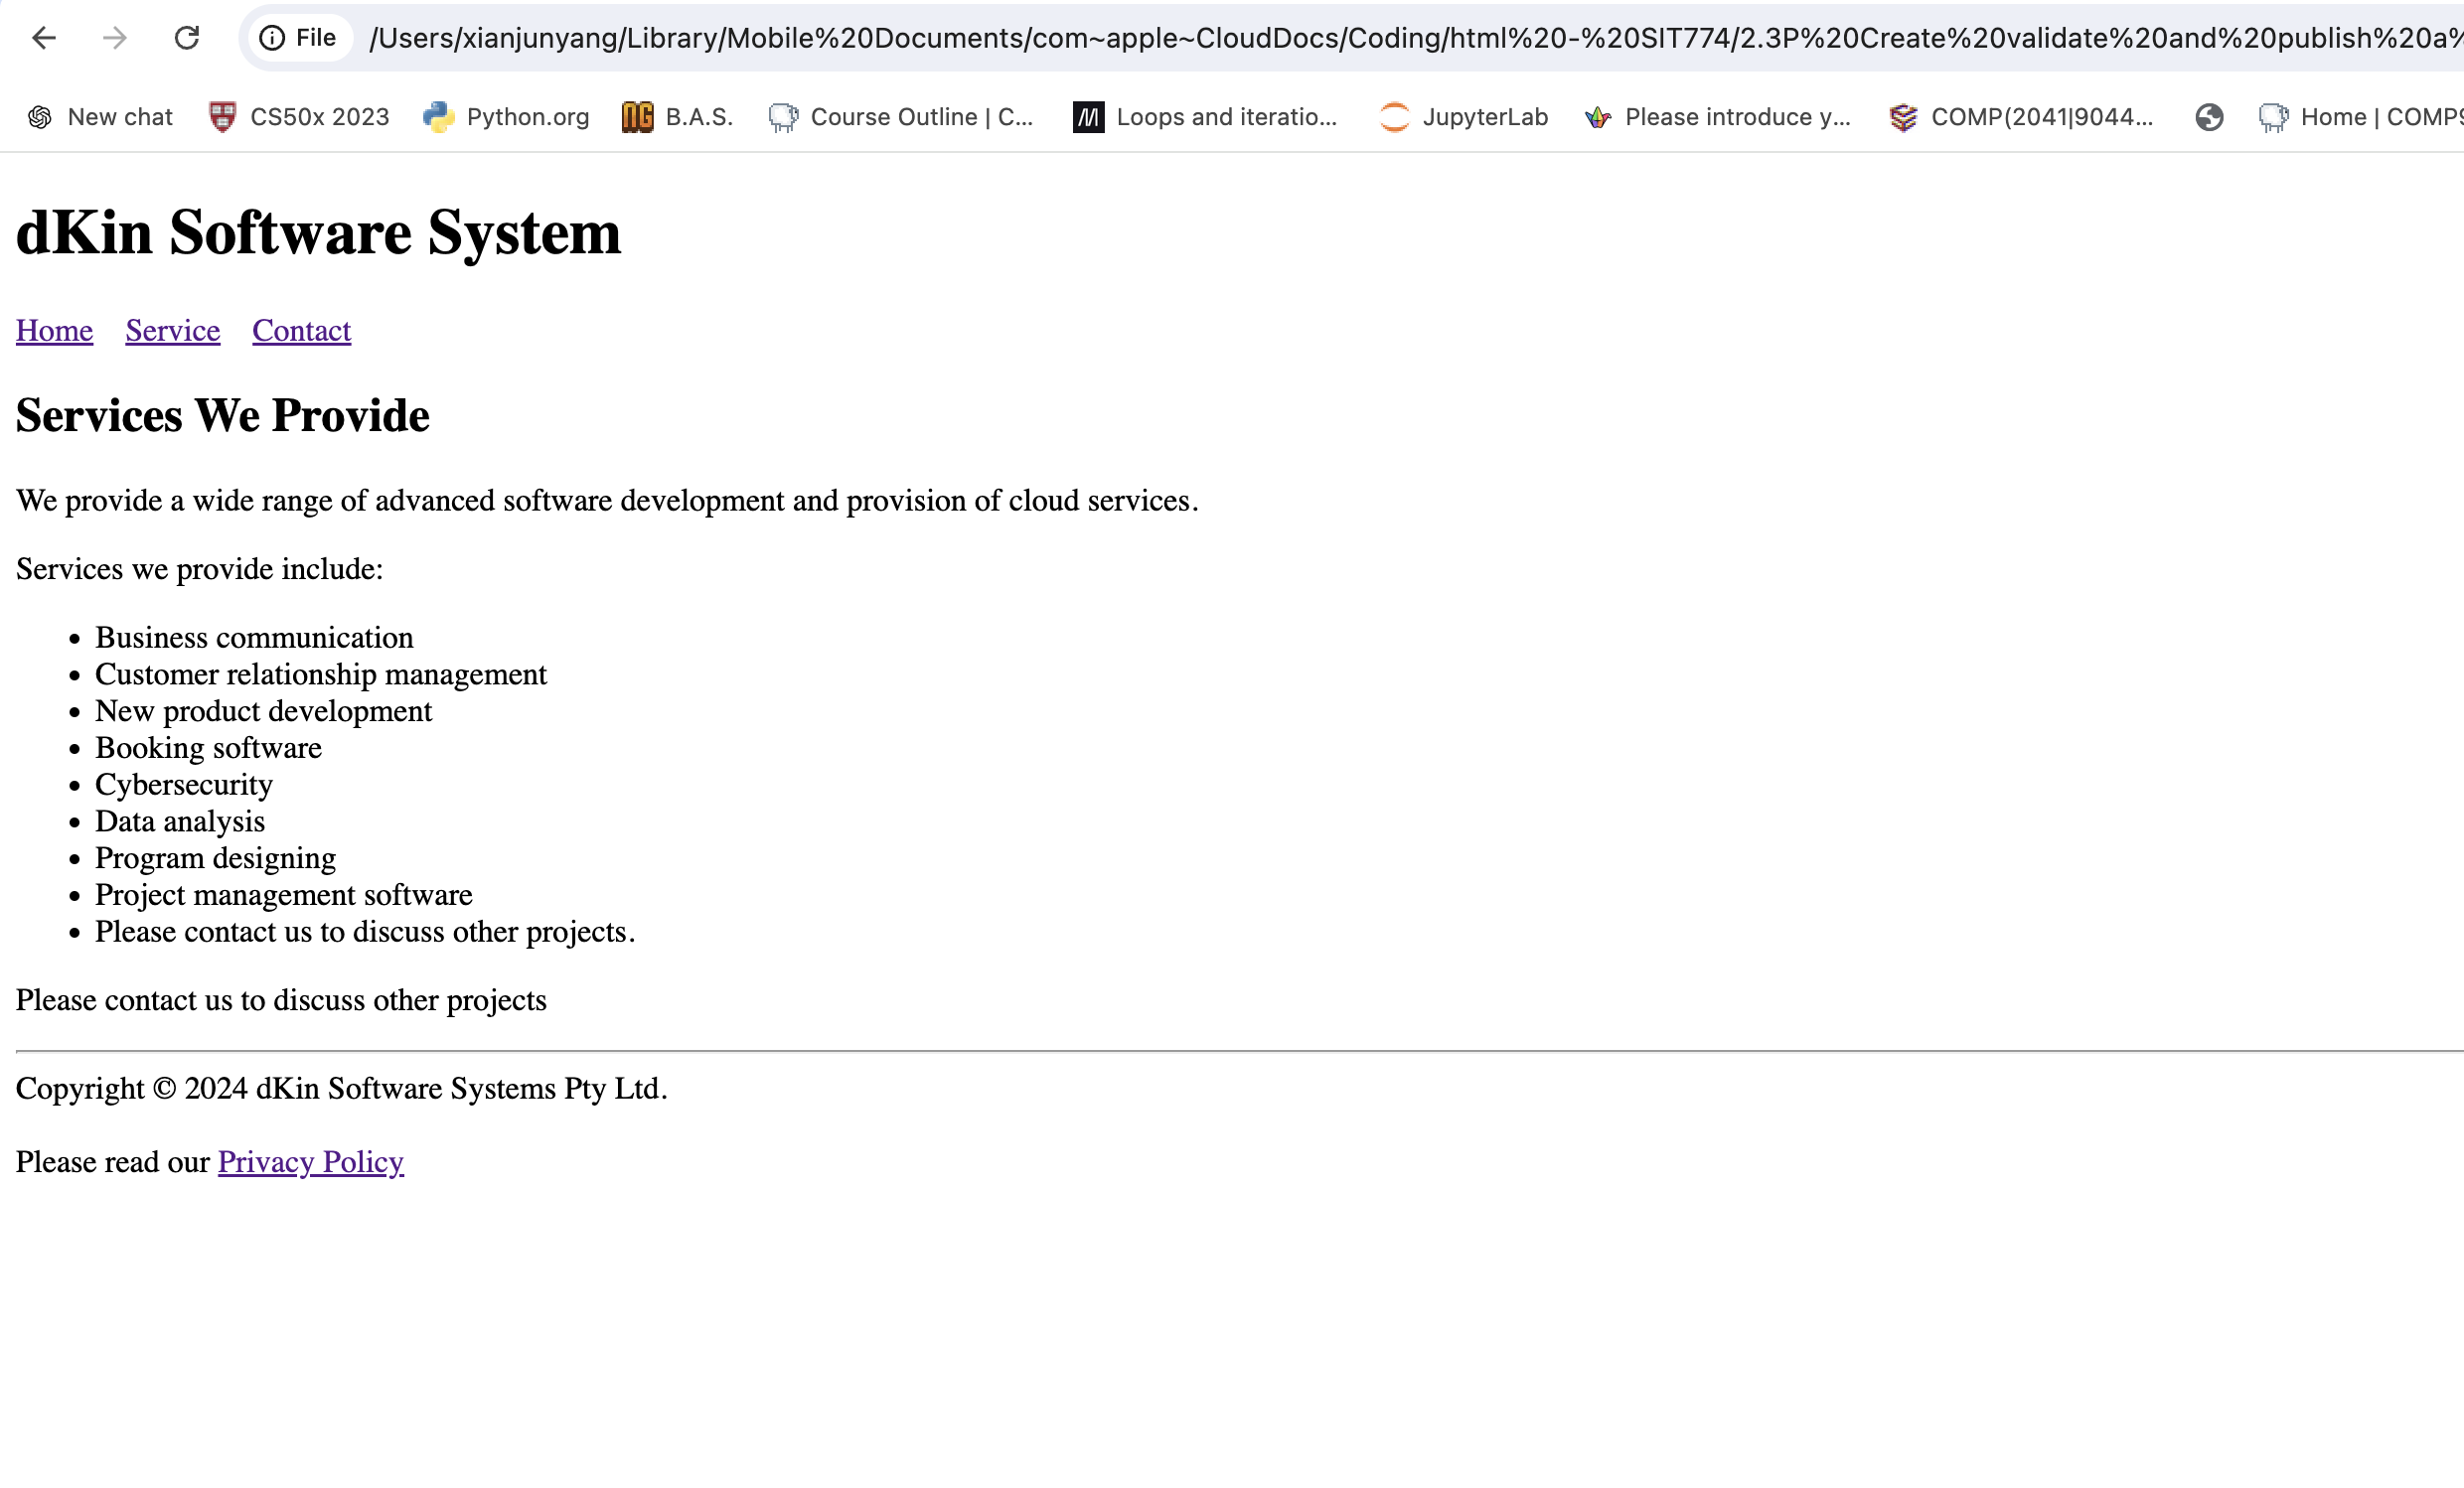 File /Users/xianjunyang/Library/Mobile%20Documents/com~apple~CloudDocs/Coding/html%20-%20SIT774/2.3P%20Create%20validate%20and%20publish%20a%
New chat CS50x 2023 Python.org B.A.S. Course Outline | C... Loops and iteratio... JupyterLab Please introduce y... COMP(2041|9044... Home | COMP9
dKin Software System
Home Service Contact
Services We Provide
We provide a wide range of advanced software development and provision of cloud services.
Services we provide include:
• Business communication
• Customer relationship management
• New product development
• Booking software
• Cybersecurity
• Data analysis
• Program designing
• Project management software
• Please contact us to discuss other projects.
Please contact us to discuss other projects
Copyright © 2024 dKin Software Systems Pty Ltd.
Please read our Privacy Policy